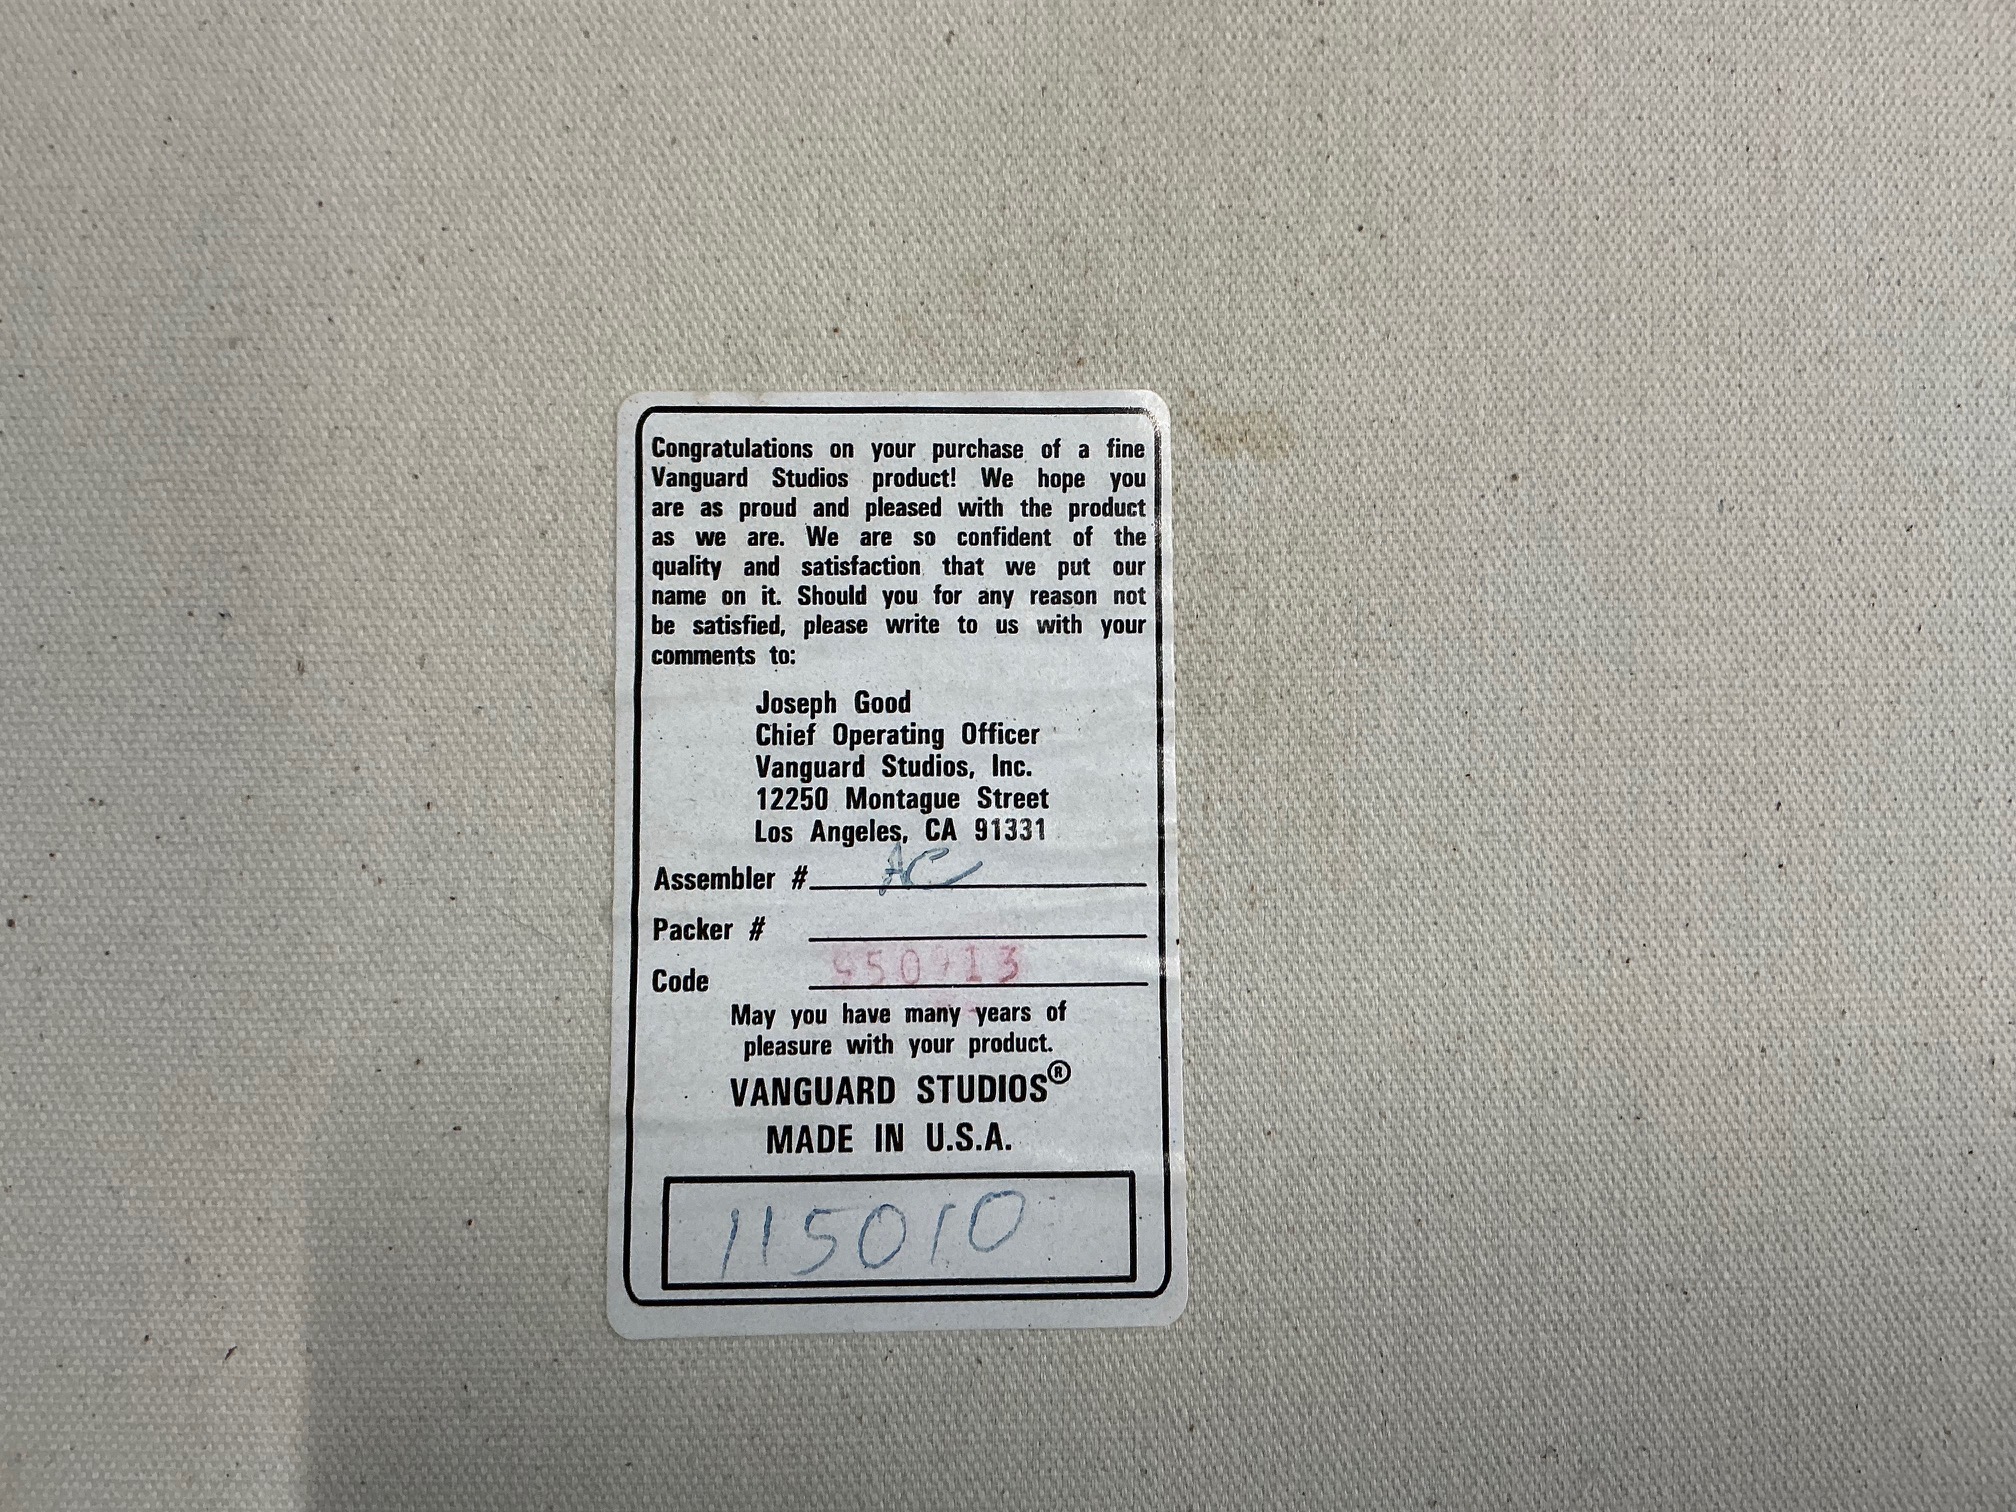 Congratulations on your purchase of a fine
Vanguard Studios product! We hope you
are as proud and pleased with the product
as we are. We are so confident of the
quality and satisfaction that we put our
name on it. Should you for any reason not
be satisfied, please write to us with your
comments to:
Joseph Good
Chief Operating Officer
Vanguard Studios, Inc.
12250 Montague Street
Los Angeles, CA 91331
Assembler # AC
Packer #
Code
May you have many years of
pleasure with your product.
VANGUARD STUDIOS®
MADE IN U.S.A.
115010